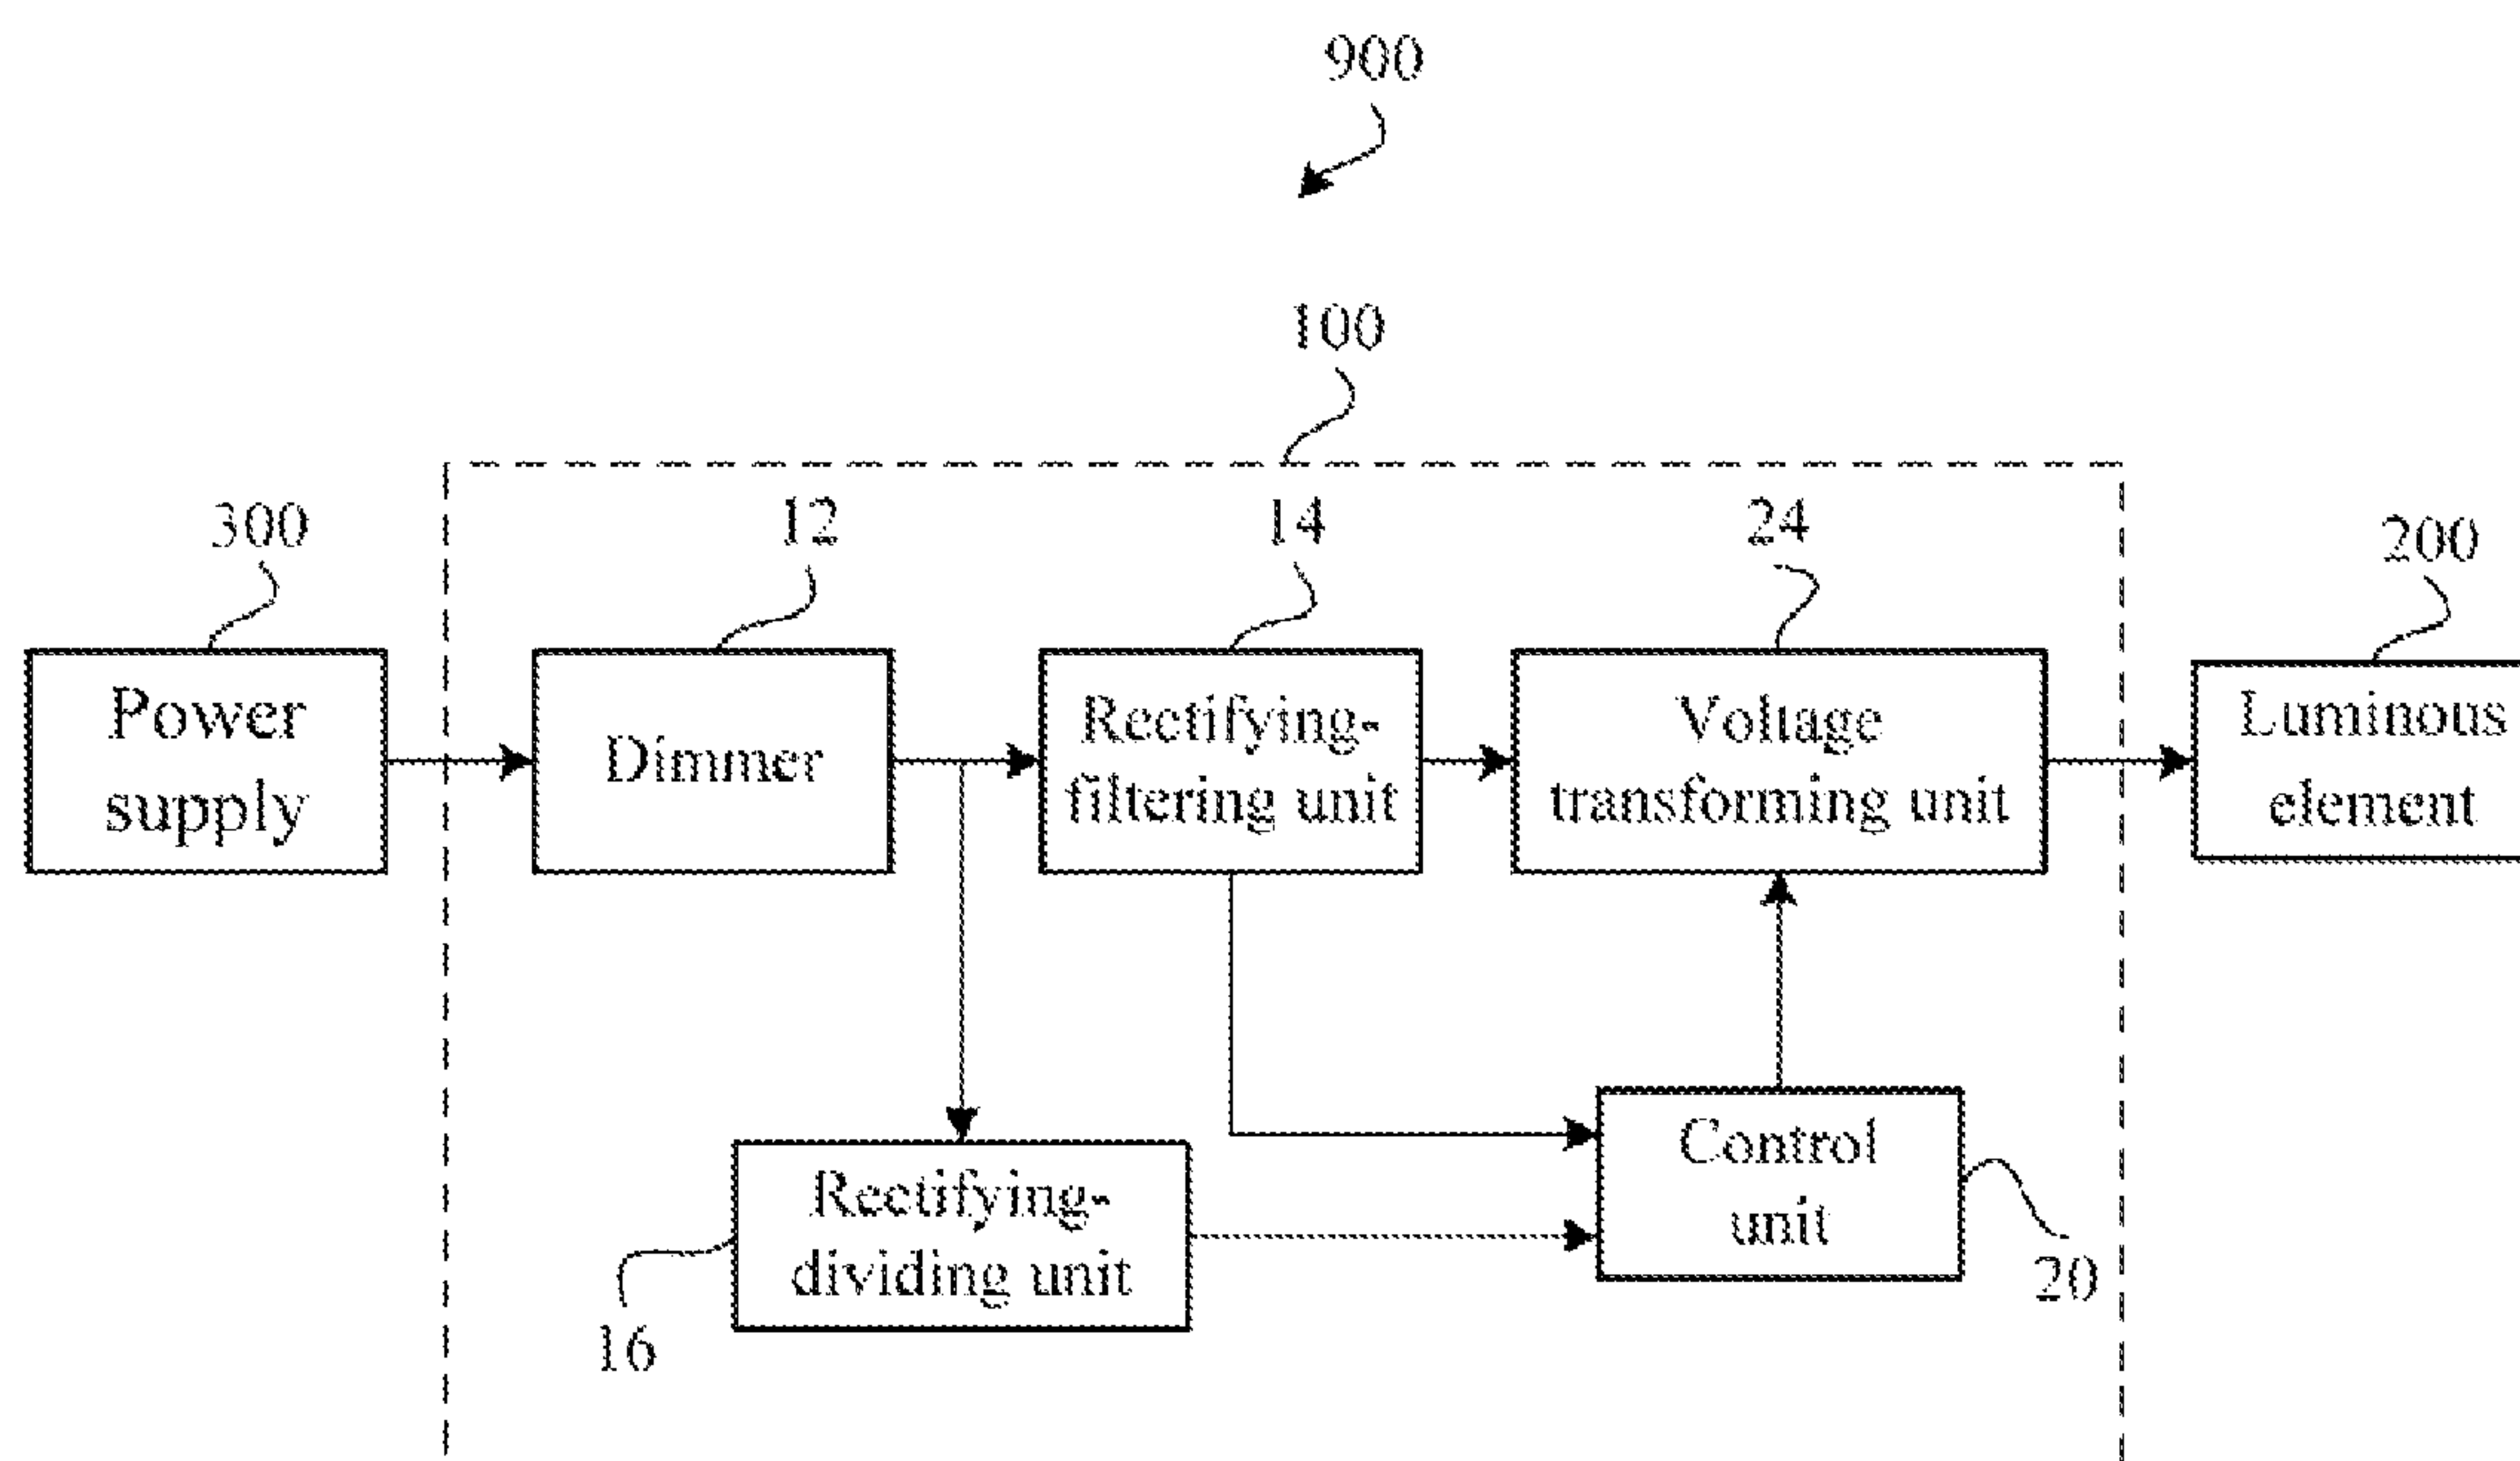 900
100
300
12
14
24
200
Power
supply
Dimmer
Rectifying-
filtering unit
Voltage
transforming unit
Luminous
element
Rectifying-
dividing unit
Control
unit
16
20